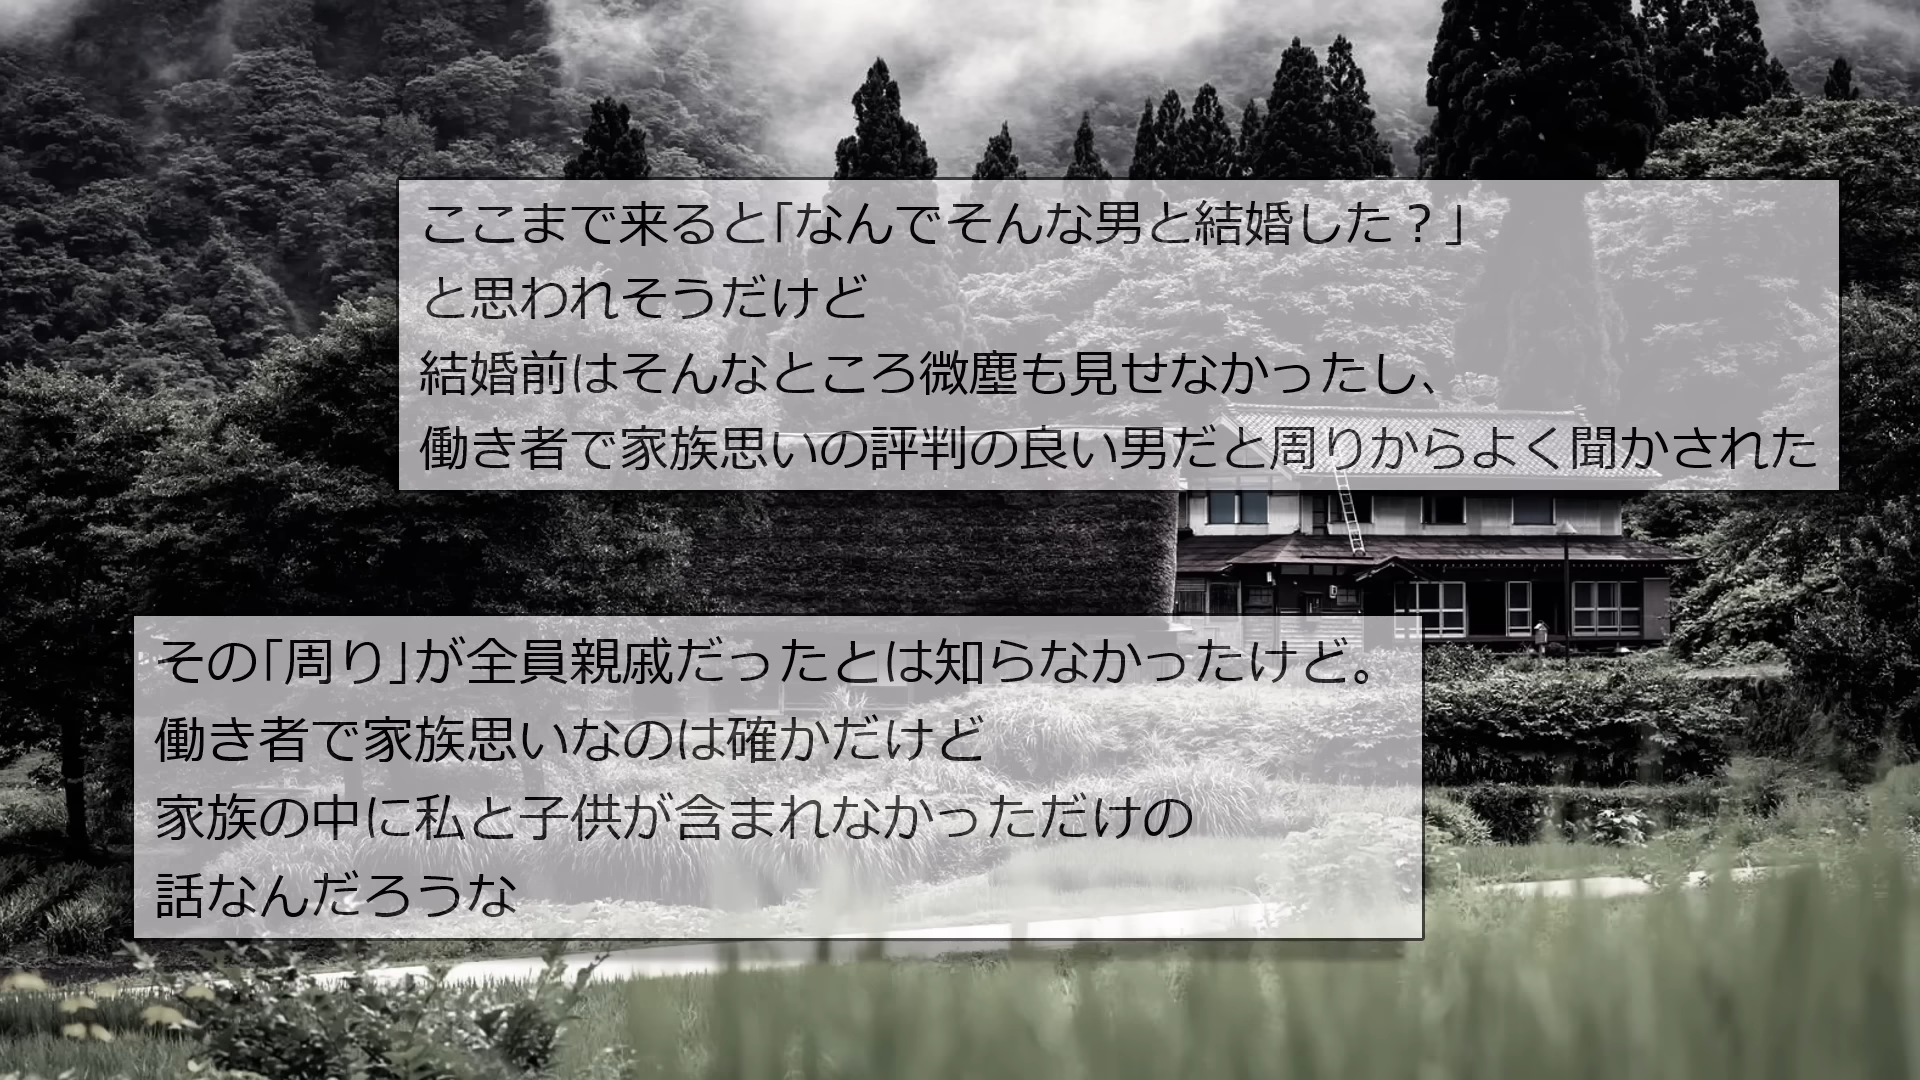 ここまで来ると｢なんでそんな男と結婚した？｣
と思われそうだけど
結婚前はそんなところ微塵も見せなかったし、
働き者で家族思いの評判の良い男だと周りからよく聞かされた
その｢周り｣が全員親戚だったとは知らなかったけど。
働き者で家族思いなのは確かだけど
家族の中に私と子供が含まれなかっただけの
話なんだろうな